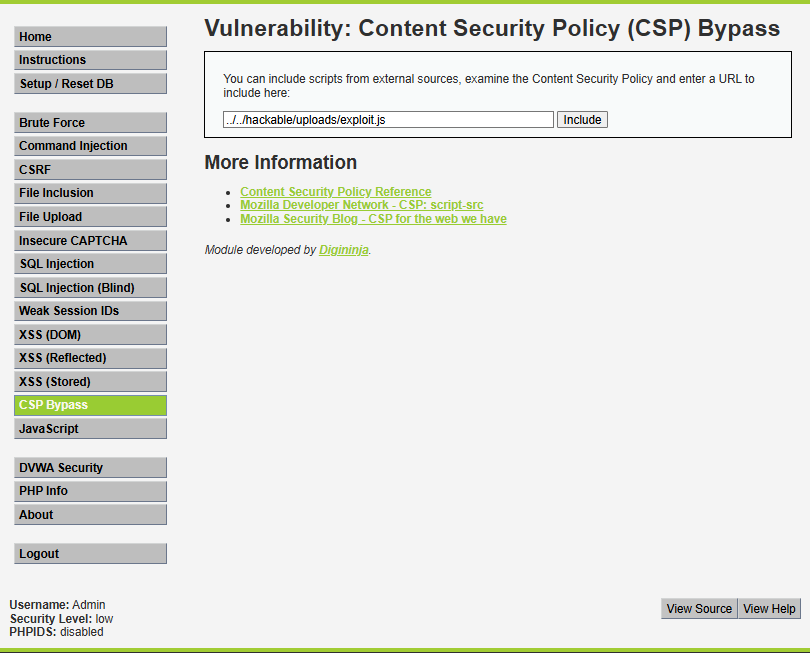 Home
Instructions
Setup / Reset DB
Brute Force
Command Injection
CSRF
File Inclusion
File Upload
Insecure CAPTCHA
SQL Injection
SQL Injection (Blind)
Weak Session IDs
XSS (DOM)
XSS (Reflected)
XSS (Stored)
CSP Bypass
JavaScript
DVWA Security
PHP Info
About
Logout
Vulnerability: Content Security Policy (CSP) Bypass
You can include scripts from external sources, examine the Content Security Policy and enter a URL to
include here:
../../hackable/uploads/exploit.js Include
More Information
Content Security Policy Reference
Mozilla Developer Network - CSP: script-src
Mozilla Security Blog - CSP for the web we have
Module developed by Digininja.
Username: Admin
Security Level: low
PHPIDS: disabled
View Source View Help